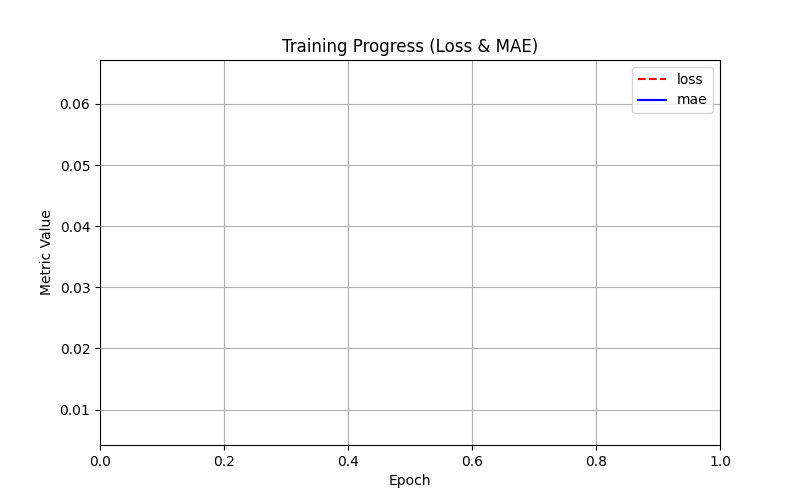 Training Progress (Loss & MAE)
loss
mae
0.06
0.05
0.04
0.03
0.02
0.01
Metric Value
0.0 0.2 0.4 0.6 0.8 1.0
Epoch